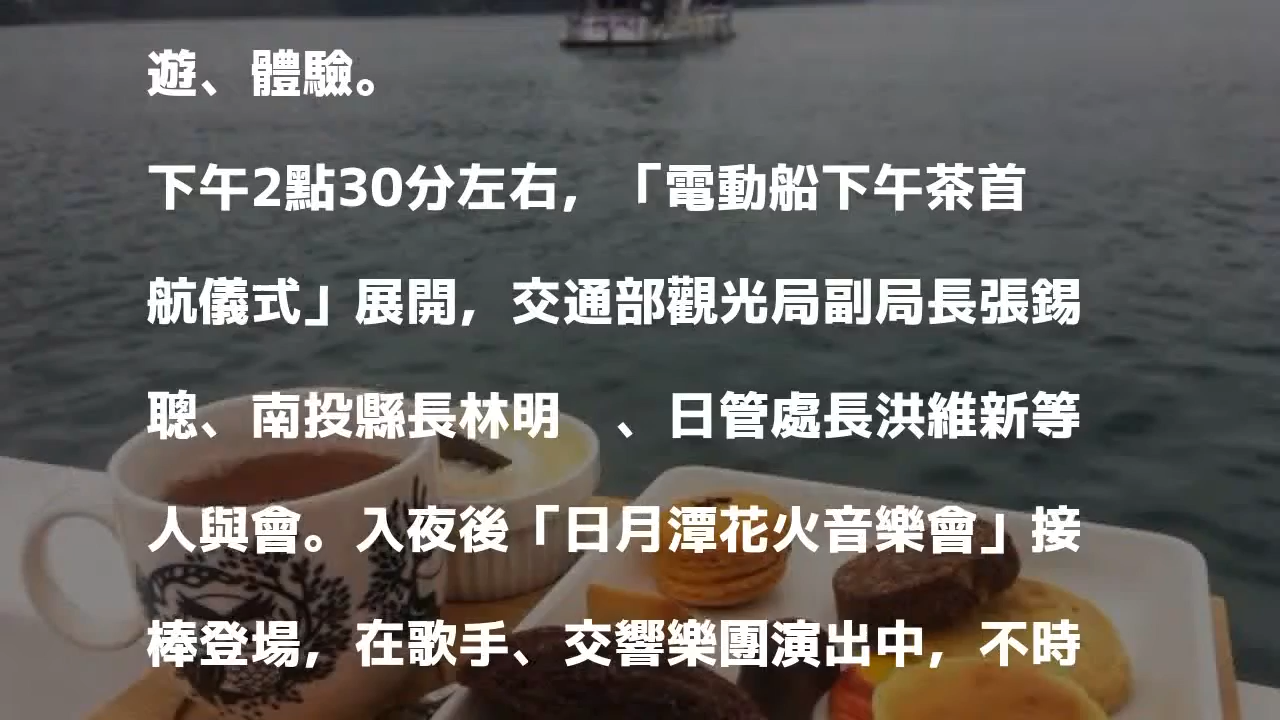 遊、體驗。
下午2點30分左右，「電動船下午茶首
航儀式」展開，交通部觀光局副局長張錫
聰、南投縣長林明　、日管處長洪維新等
人與會。入夜後「日月潭花火音樂會」接
棒登場，在歌手、交響樂團演出中，不時